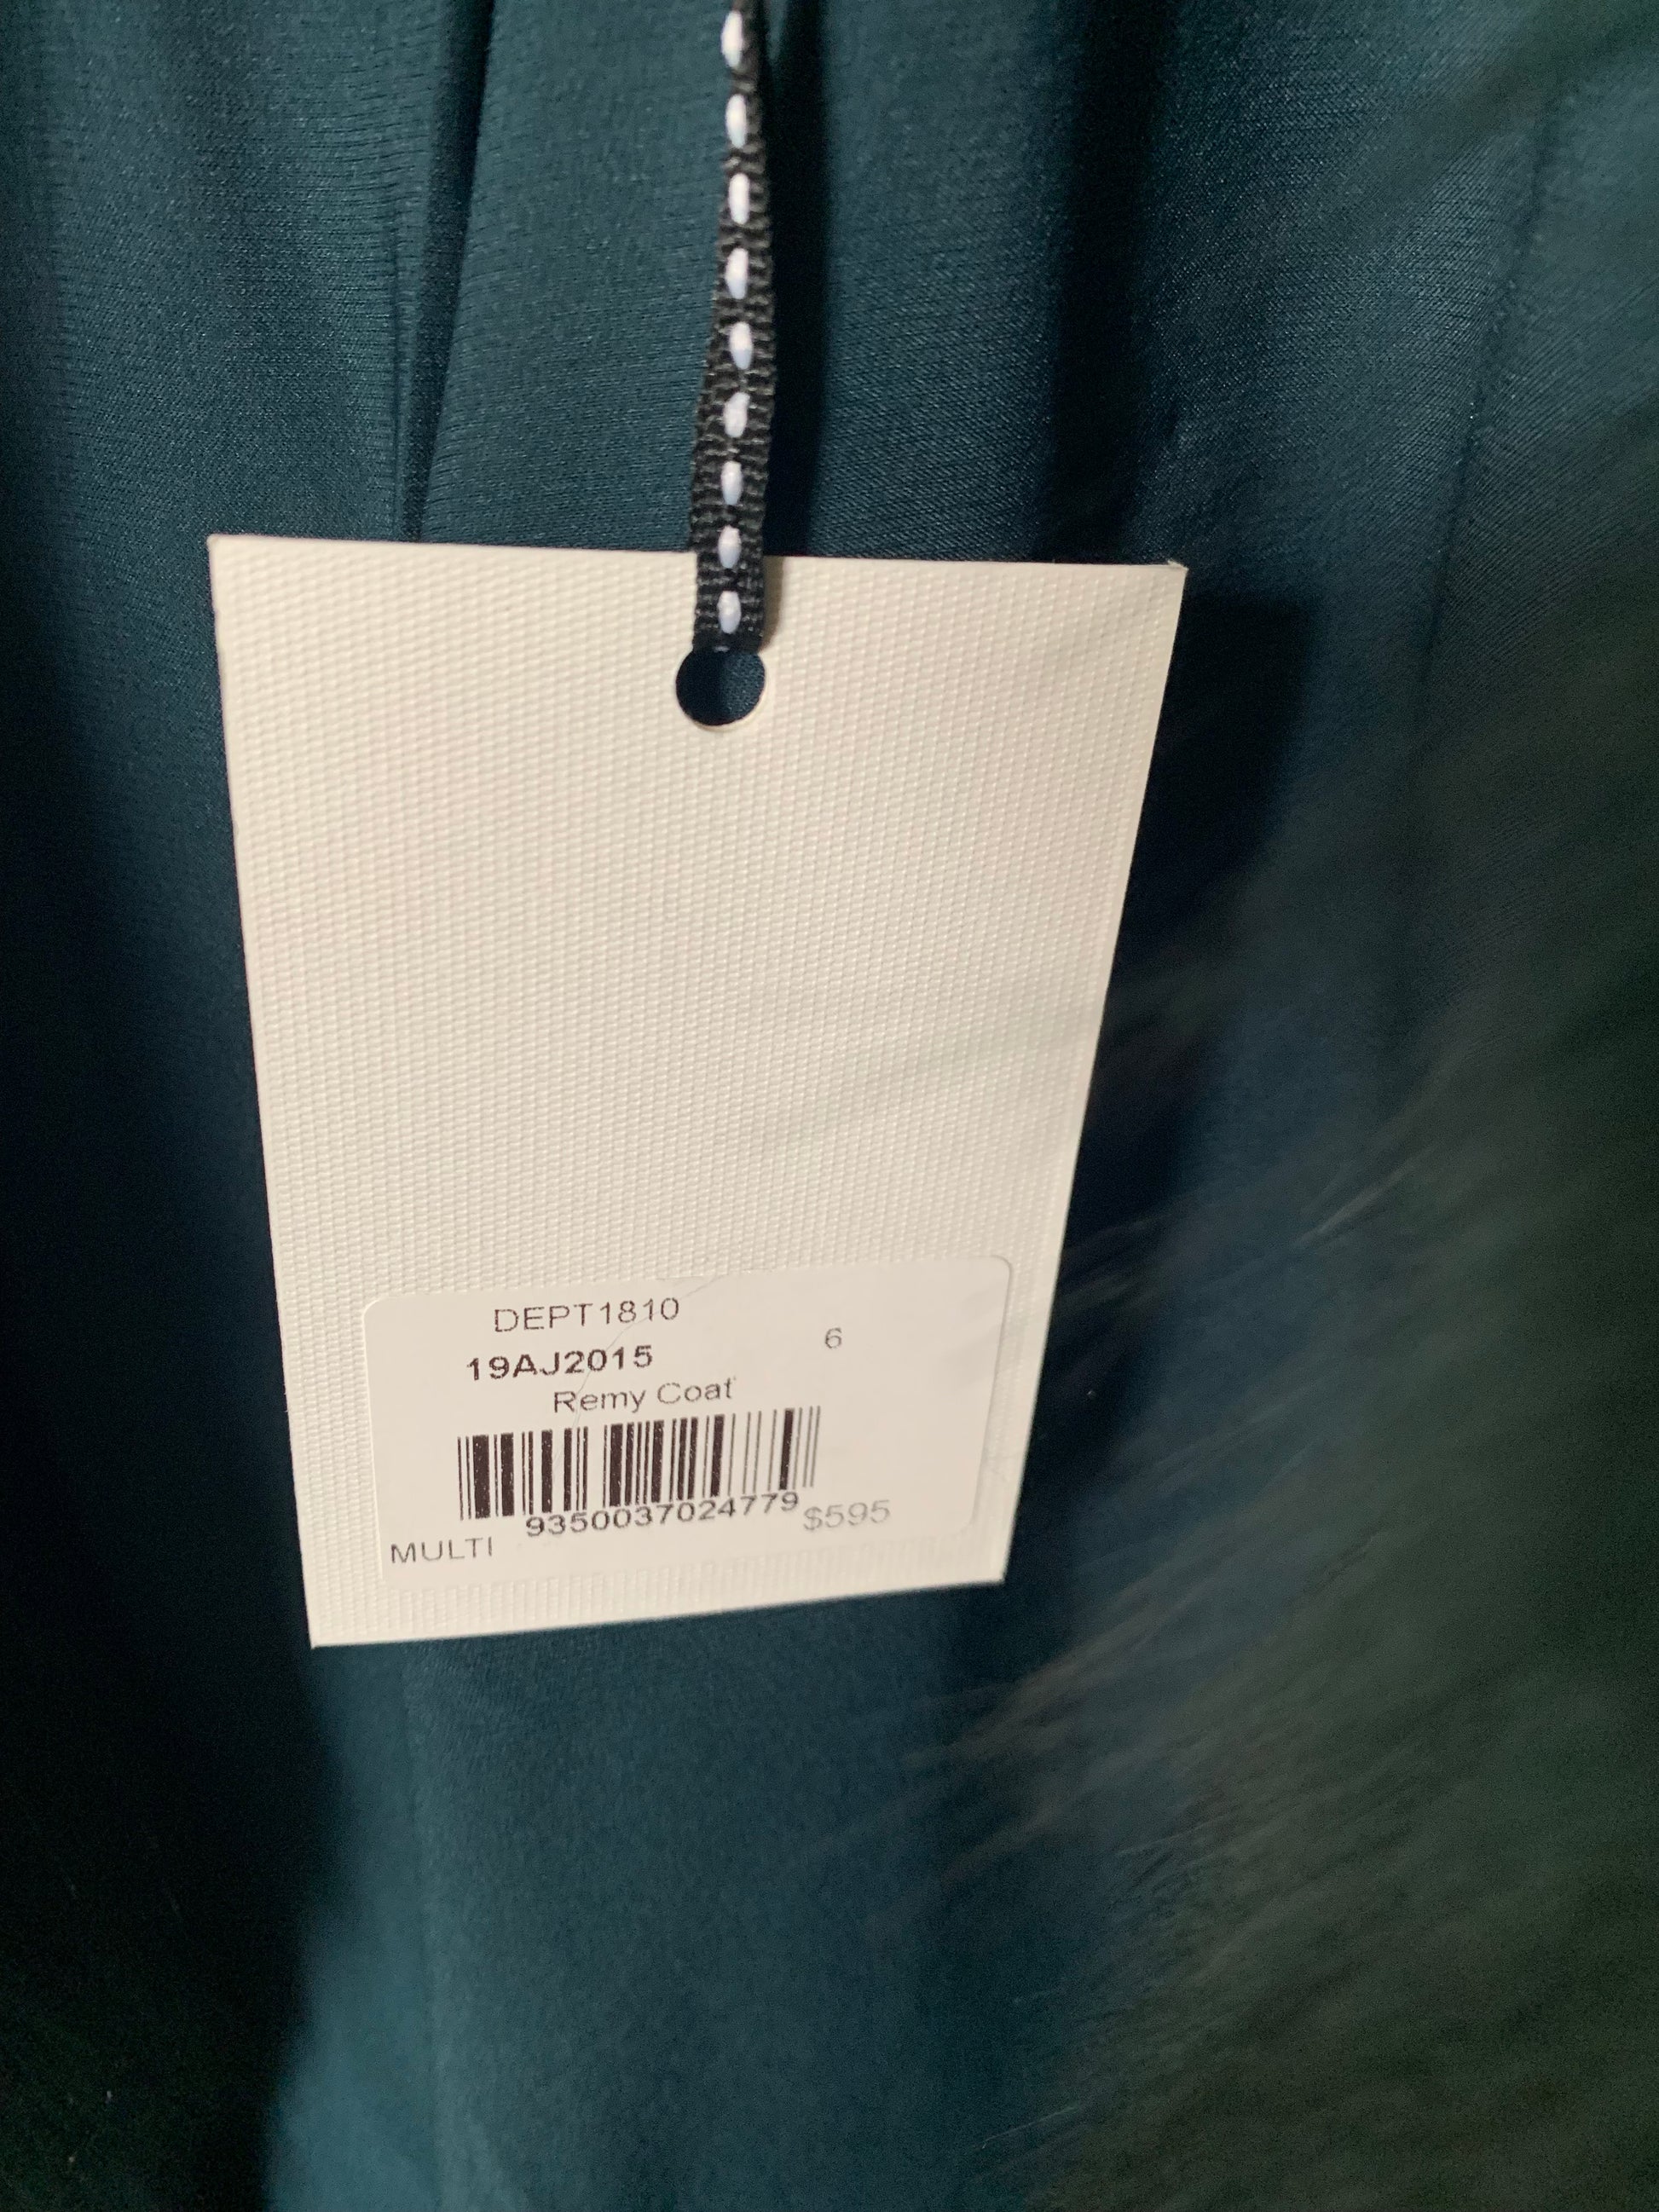 DEPT1810
6
19AJ2015
Remy Coat
9350037024779
$595
MULTI